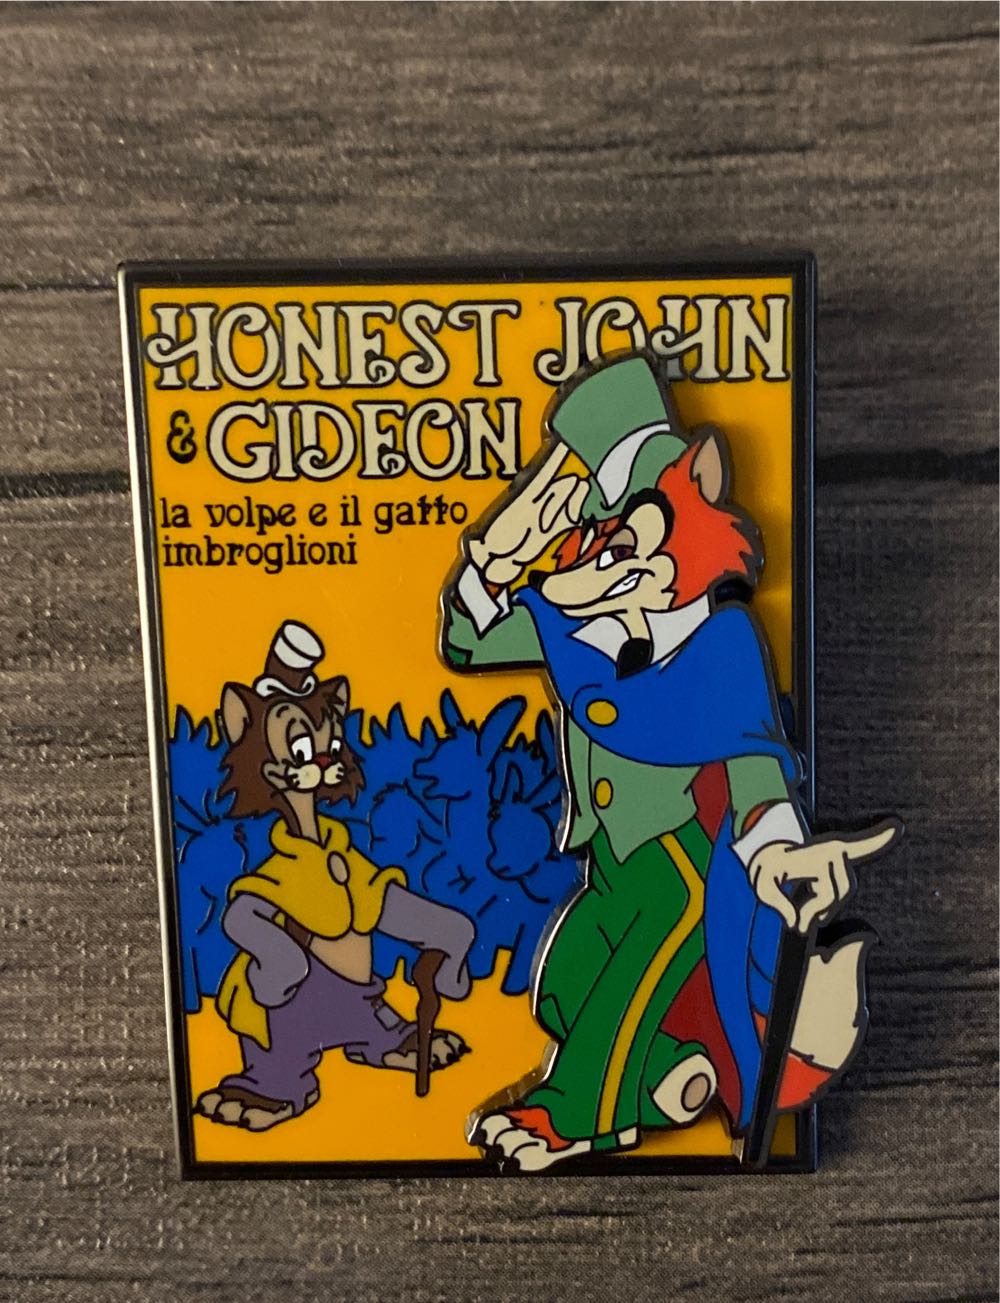 HONEST JOHN
& GIDEON
la volpe e il gatto
imbroglioni